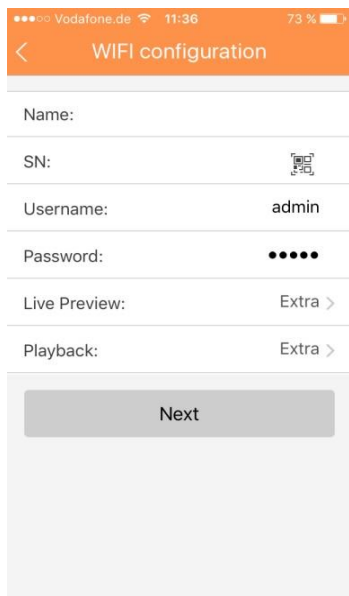 ●●●○○ Vodafone.de 11:36 73 %
WIFI configuration
Name:
SN:
Username: admin
Password: ●●●●●
Live Preview: Extra
Playback: Extra
Next